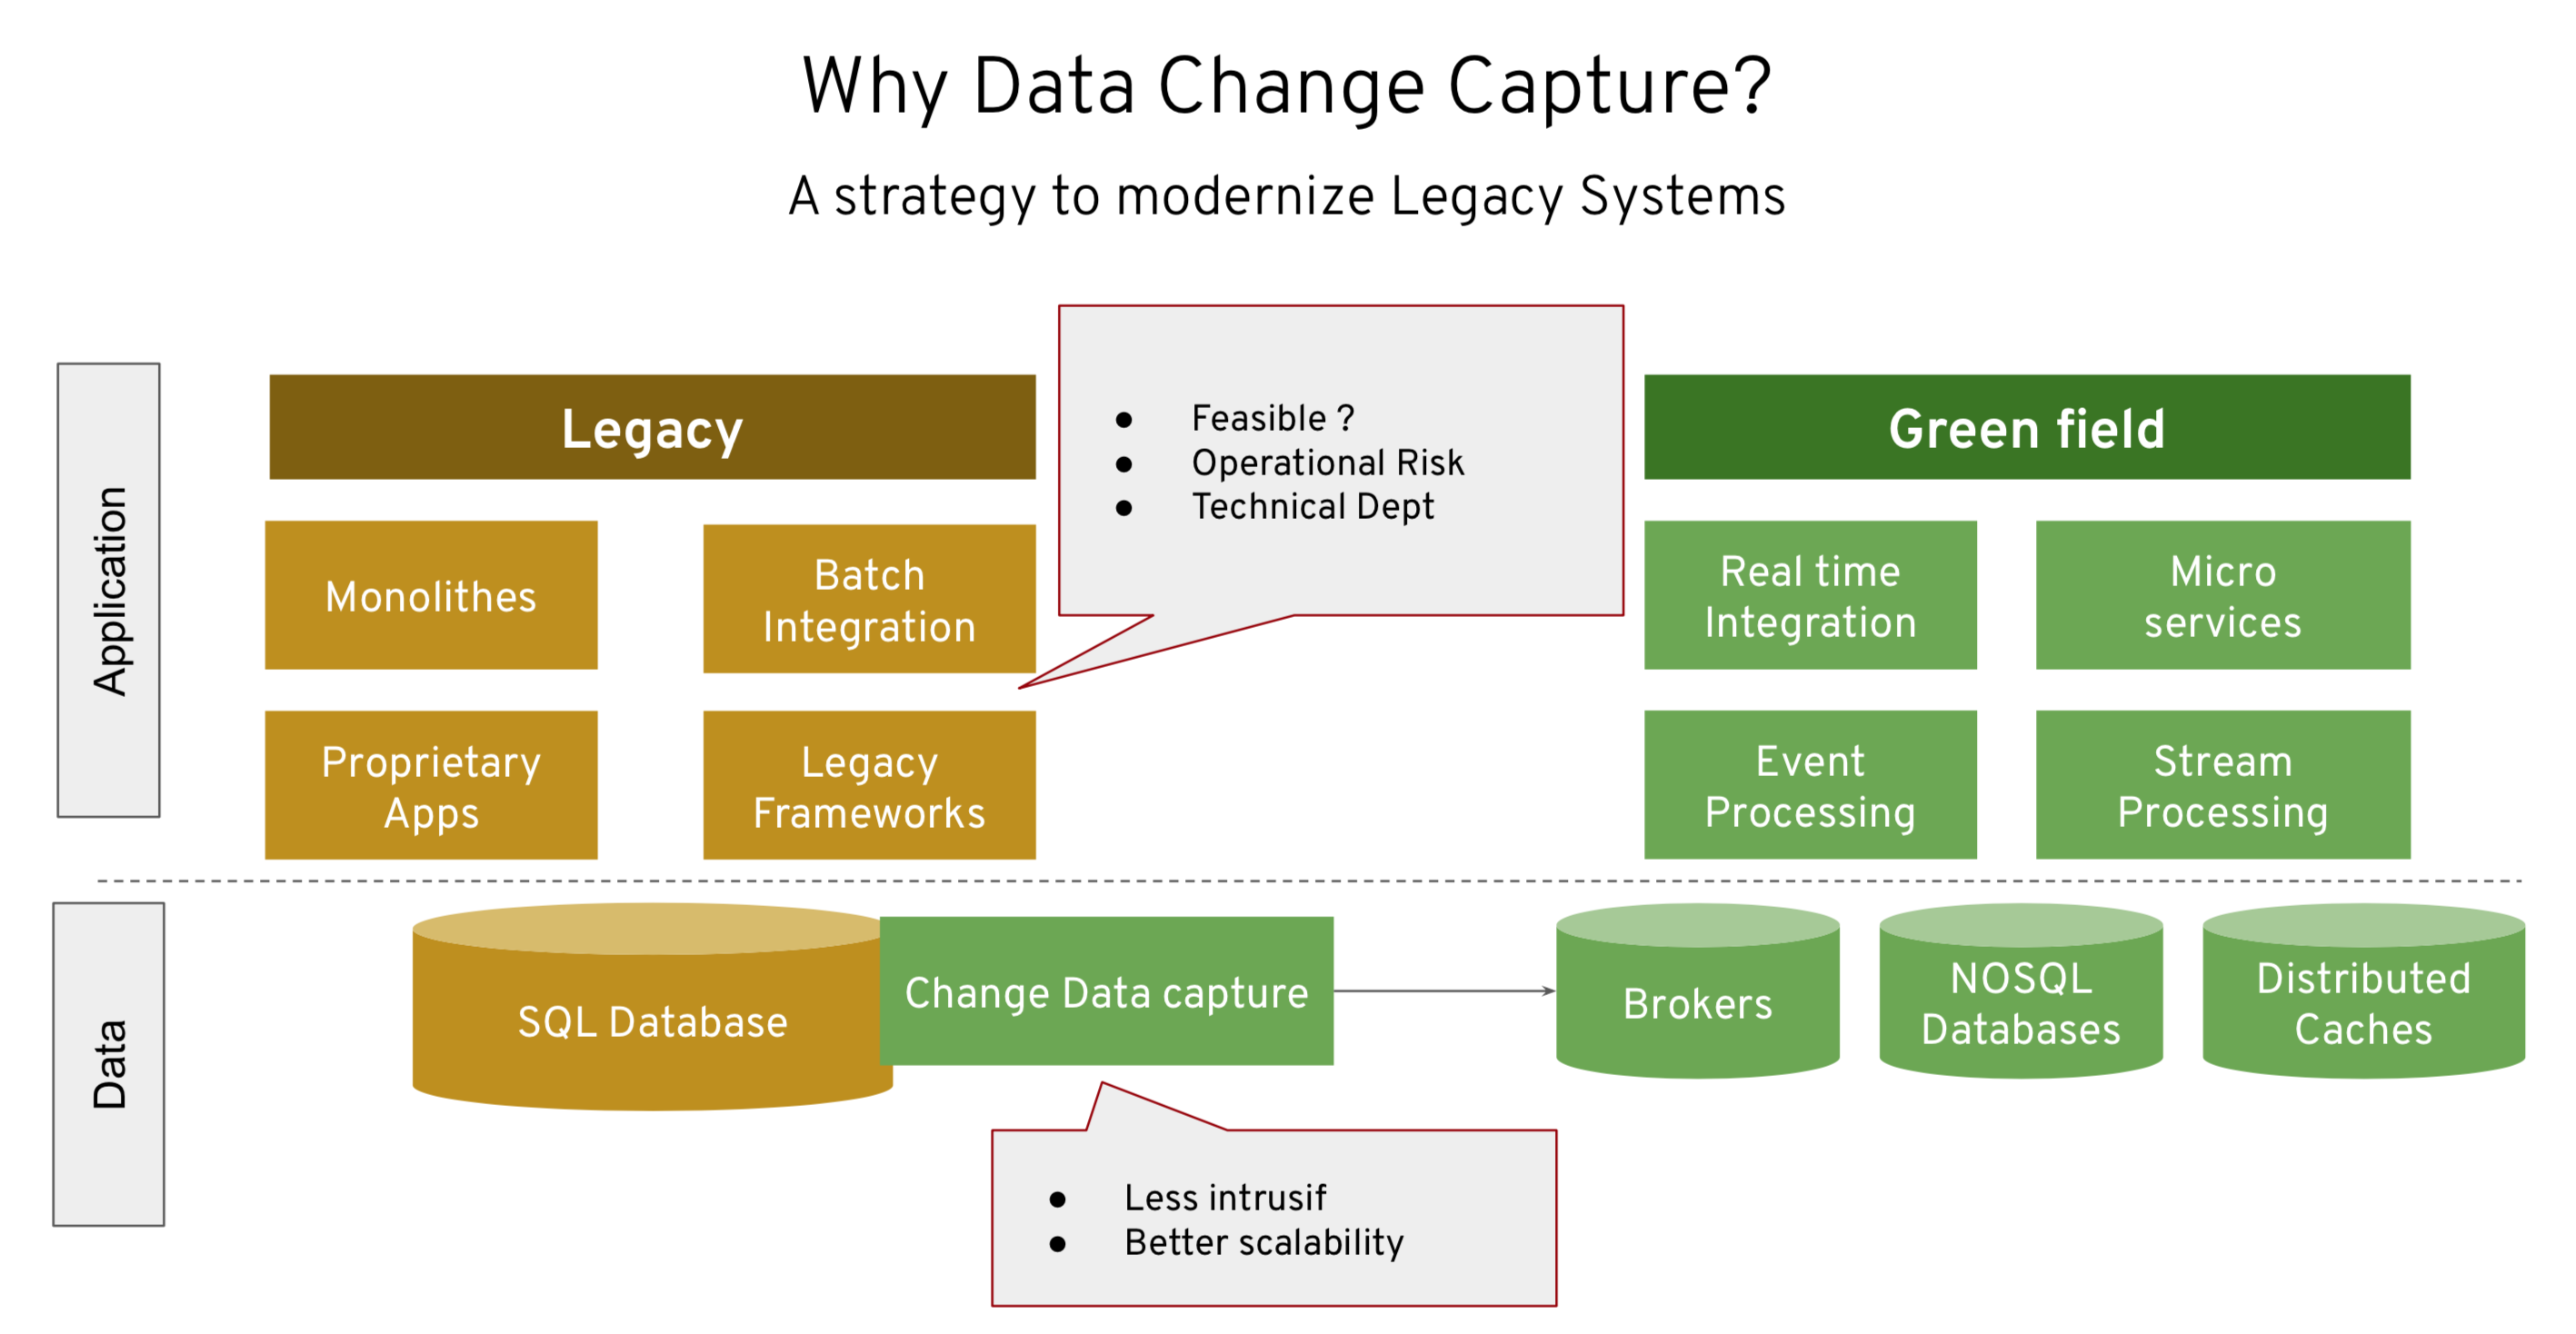 Why Data Change Capture?
A strategy to modernize Legacy Systems
Application
Legacy
Monolithes
Batch
Integration
Proprietary
Apps
Legacy
Frameworks
● Feasible ?
● Operational Risk
● Technical Dept
Green field
Real time
Integration
Micro
services
Event
Processing
Stream
Processing
Data
SQL Database
Change Data capture
Brokers
NOSQL
Databases
Distributed
Caches
● Less intrusif
● Better scalability